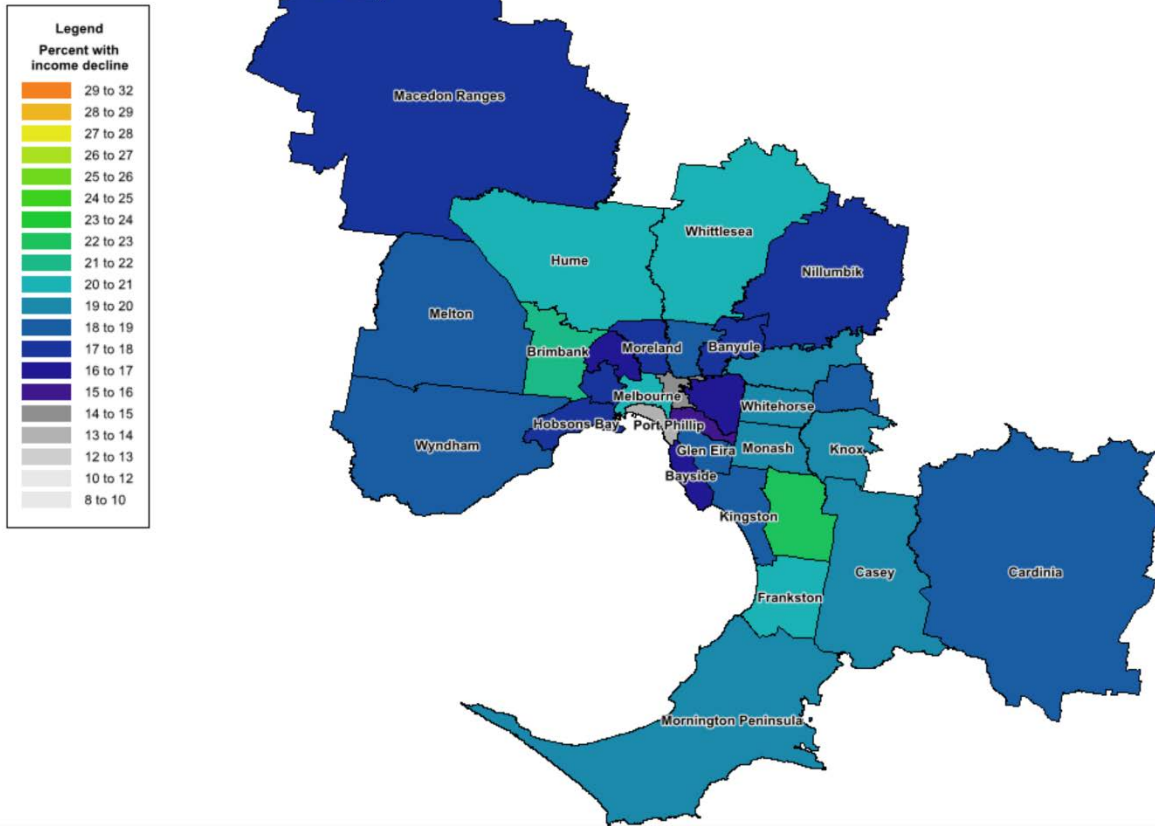 Legend
Percent with
income decline
29 to 32
28 to 29
27 to 28
26 to 27
25 to 26
24 to 25
23 to 24
22 to 23
21 to 22
20 to 21
19 to 20
18 to 19
17 to 18
16 to 17
15 to 16
14 to 15
13 to 14
12 to 13
10 to 12
8 to 10
Macedon Ranges
Whittlesea
Hume
Nillumbik
Melton
Brimbank
Moreland
Banyule
Melbourne
Whitehorse
Hobsons Bay
Port Phillip
Wyndham
Glen Eira
Monash
Knox
Bayside
Kingston
Casey
Cardinia
Frankston
Mornington Peninsula